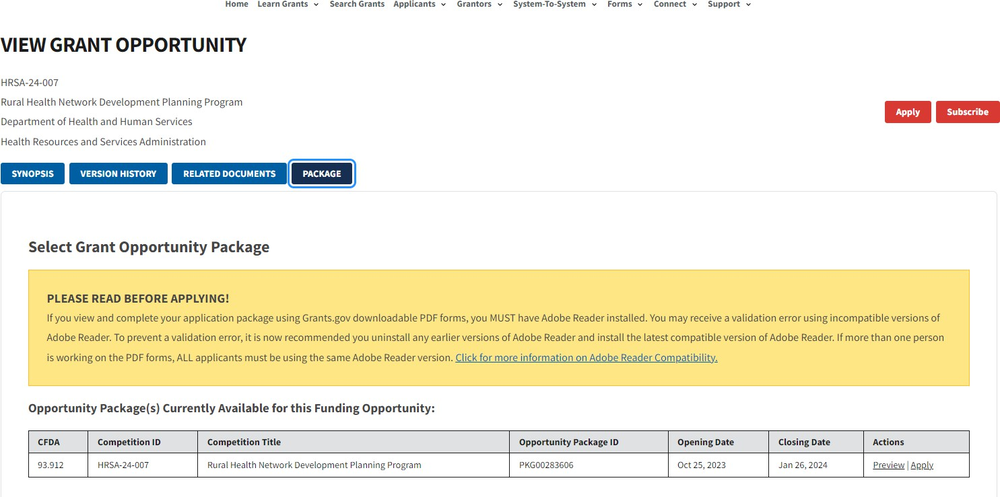 Home Learn Grants Search Grants Applicants Grantors System-To-System Forms Connect Support
VIEW GRANT OPPORTUNITY
HRSA-24-007
Rural Health Network Development Planning Program
Department of Health and Human Services
Health Resources and Services Administration
Apply Subscribe
SYNOPSIS VERSION HISTORY RELATED DOCUMENTS PACKAGE
Select Grant Opportunity Package
PLEASE READ BEFORE APPLYING!
If you view and complete your application package using Grants.gov downloadable PDF forms, you MUST have Adobe Reader installed. You may receive a validation error using incompatible versions of
Adobe Reader. To prevent a validation error, it is now recommended you uninstall any earlier versions of Adobe Reader and install the latest compatible version of Adobe Reader. If more than one person
is working on the PDF forms, ALL applicants must be using the same Adobe Reader version. Click for more information on Adobe Reader Compatibility.
Opportunity Package(s) Currently Available for this Funding Opportunity:
CFDA Competition ID Competition Title Opportunity Package ID Opening Date Closing Date Actions
93.912 HRSA-24-007 Rural Health Network Development Planning Program PKG00283606 Oct 25, 2023 Jan 26, 2024 Preview | Apply